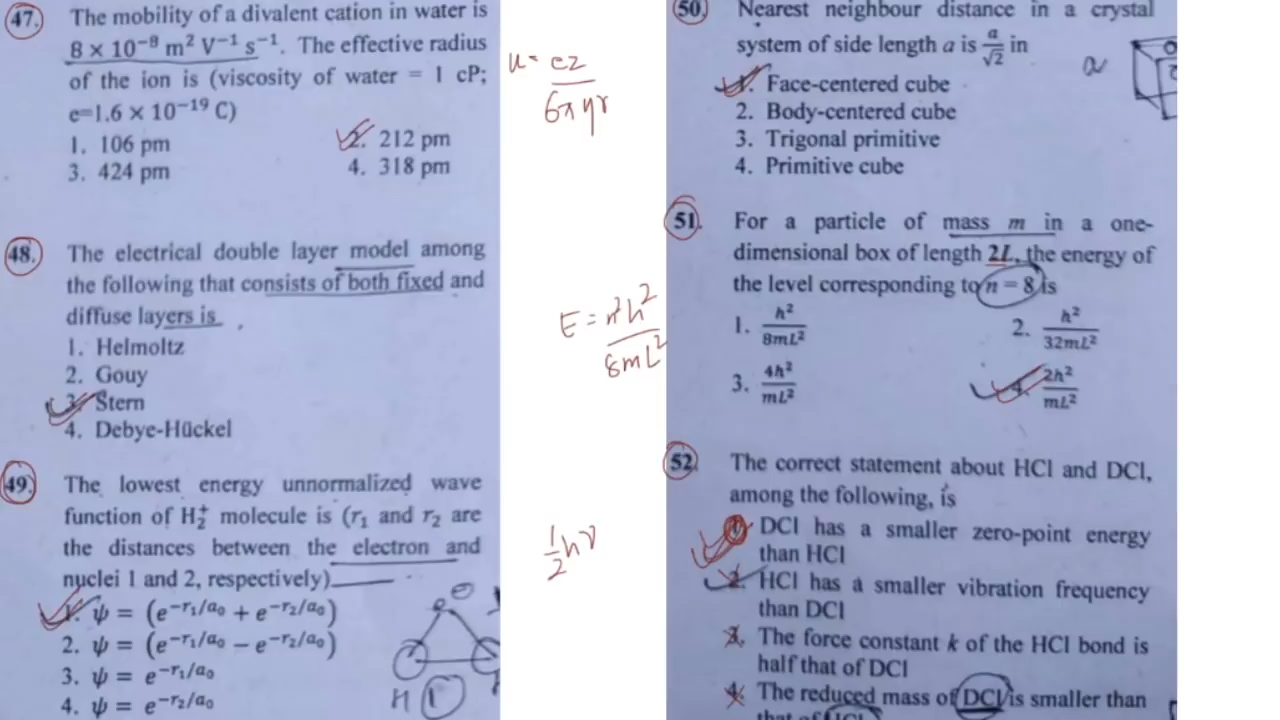 47. The mobility of a divalent cation in water is
8 × 10⁻⁸ m² V⁻¹ s⁻¹. The effective radius
of the ion is (viscosity of water = 1 cP;
e=1.6 × 10⁻¹⁹ C)
1. 106 pm
2. 212 pm
3. 424 pm
4. 318 pm
u = ez / 6πηr
48. The electrical double layer model among
the following that consists of both fixed and
diffuse layers is
1. Helmoltz
2. Gouy
3. Stern
4. Debye-Hückel
E = n²h² / 8mL²
49. The lowest energy unnormalized wave
function of H₂⁺ molecule is (r₁ and r₂ are
the distances between the electron and
nuclei 1 and 2, respectively)
1. ψ = (e^(−r₁/a₀) + e^(−r₂/a₀))
2. ψ = (e^(−r₁/a₀) − e^(−r₂/a₀))
3. ψ = e^(−r₁/a₀)
4. ψ = e^(−r₂/a₀)
e
H
½hν
50. Nearest neighbour distance in a crystal
system of side length a is a/√2 in
1. Face-centered cube
2. Body-centered cube
3. Trigonal primitive
4. Primitive cube
a
51. For a particle of mass m in a one-
dimensional box of length 2L, the energy of
the level corresponding to n = 8 is
1. h²/8mL²
2. h²/32mL²
3. 4h²/mL²
4. 2h²/mL²
52. The correct statement about HCl and DCl,
among the following, is
1. DCl has a smaller zero-point energy
than HCl
2. HCl has a smaller vibration frequency
than DCl
3. The force constant k of the HCl bond is
half that of DCl
4. The reduced mass of DCl is smaller than
that of HCl